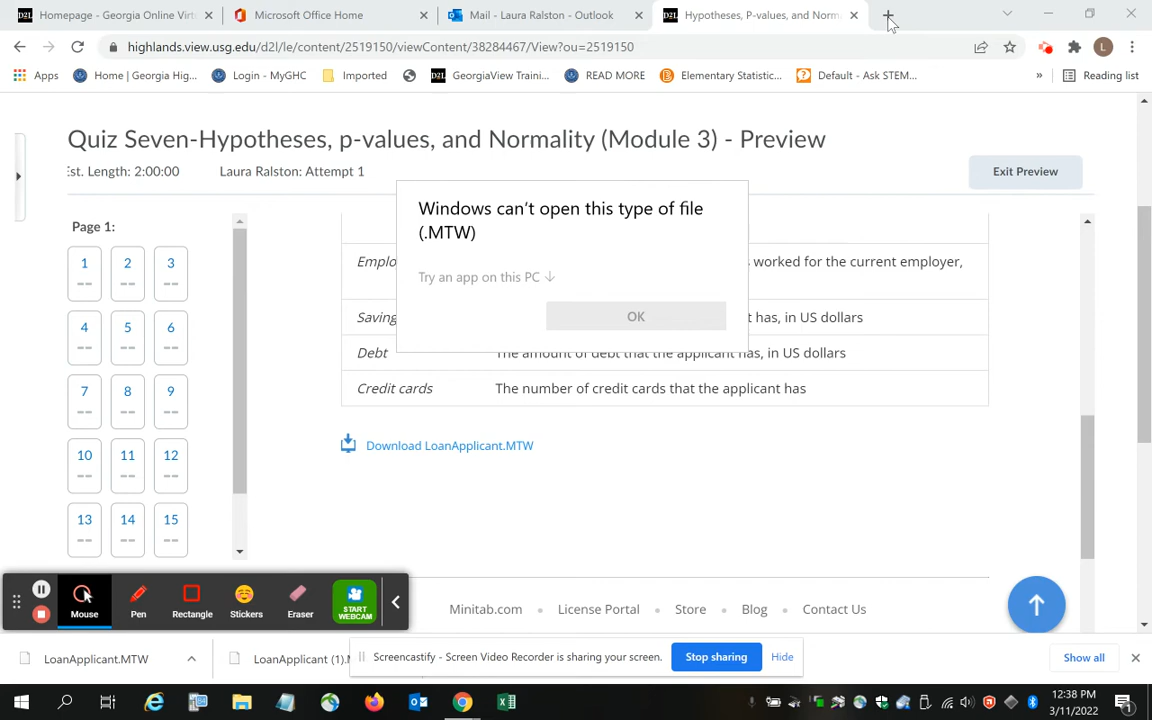 Homepage - Georgia Online Virt
Microsoft Office Home
Mail - Laura Ralston - Outlook
Hypotheses, P-values, and Norm
highlands.view.usg.edu/d2l/le/content/2519150/viewContent/38284467/View?ou=2519150
L
Apps
Home | Georgia Hig...
Login - MyGHC
Imported
GeorgiaView Traini...
READ MORE
Elementary Statistic...
Default - Ask STEM...
»
Reading list
Quiz Seven-Hypotheses, p-values, and Normality (Module 3) - Preview
Est. Length: 2:00:00
Laura Ralston: Attempt 1
Exit Preview
Page 1:
1 2 3
-- -- --
4 5 6
-- -- --
7 8 9
-- -- --
10 11 12
-- -- --
13 14 15
-- -- --
Windows can't open this type of file
(.MTW)
Try an app on this PC ↓
OK
Emplo
s worked for the current employer,
Saving
t has, in US dollars
Debt
The amount of debt that the applicant has, in US dollars
Credit cards
The number of credit cards that the applicant has
Download LoanApplicant.MTW
Mouse
Pen
Rectangle
Stickers
Eraser
START
WEBCAM
Minitab.com
License Portal
Store
Blog
Contact Us
LoanApplicant.MTW
LoanApplicant (1).M
Screencastify - Screen Video Recorder is sharing your screen.
Stop sharing
Hide
Show all
12:38 PM
3/11/2022
1